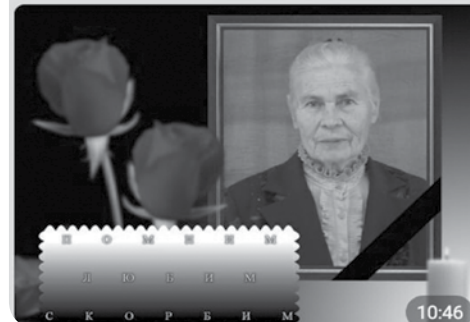 П О М Н И М
Л Ю Б И М
С К О Р Б И М
10:46